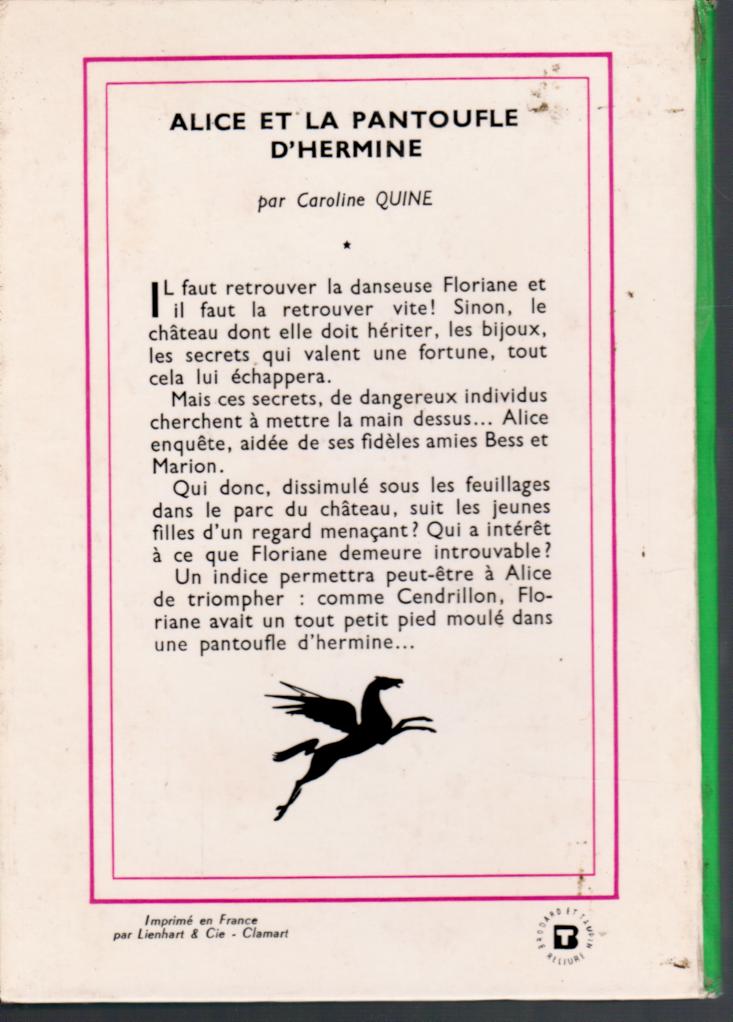 ALICE ET LA PANTOUFLE
D'HERMINE
par Caroline QUINE
IL faut retrouver la danseuse Floriane et
il faut la retrouver vite! Sinon, le
château dont elle doit hériter, les bijoux,
les secrets qui valent une fortune, tout
cela lui échappera.
Mais ces secrets, de dangereux individus
cherchent à mettre la main dessus... Alice
enquête, aidée de ses fidèles amies Bess et
Marion.
Qui donc, dissimulé sous les feuillages
dans le parc du château, suit les jeunes
filles d'un regard menaçant? Qui a intérêt
à ce que Floriane demeure introuvable?
Un indice permettra peut-être à Alice
de triompher : comme Cendrillon, Flo-
riane avait un tout petit pied moulé dans
une pantoufle d'hermine...
Imprimé en France
par Lienhart & Cie - Clamart
BRODARD ET TAUPIN
RELIURE